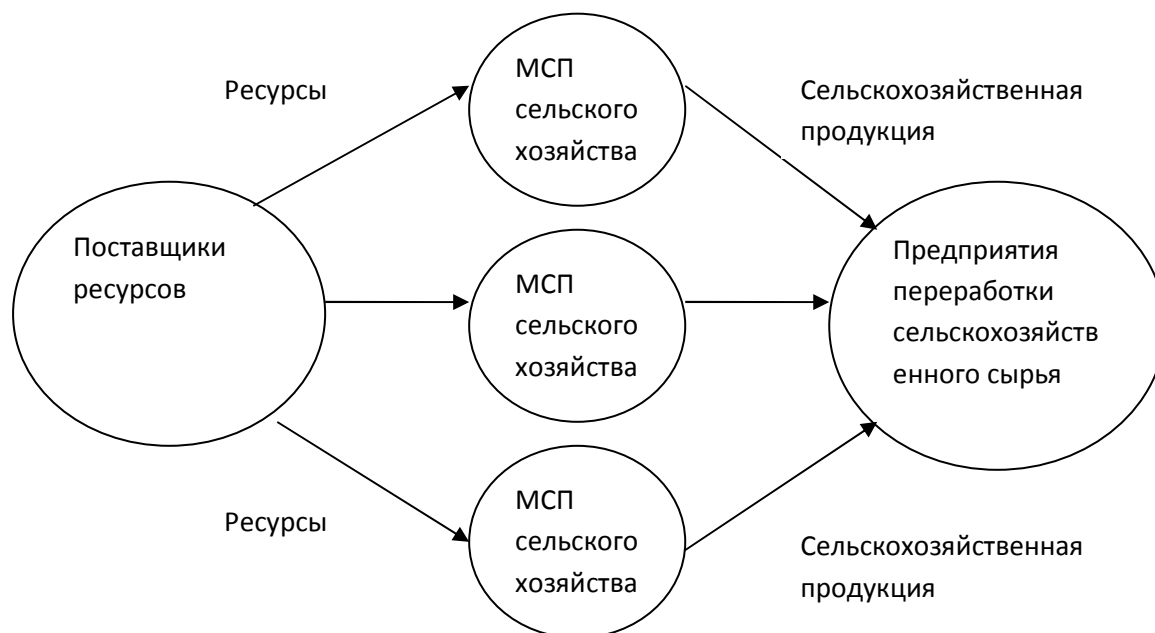 Ресурсы
МСП
сельского
хозяйства
Сельскохозяйственная
продукция
Поставщики
ресурсов
МСП
сельского
хозяйства
Предприятия
переработки
сельскохозяйств
енного сырья
Ресурсы
МСП
сельского
хозяйства
Сельскохозяйственная
продукция